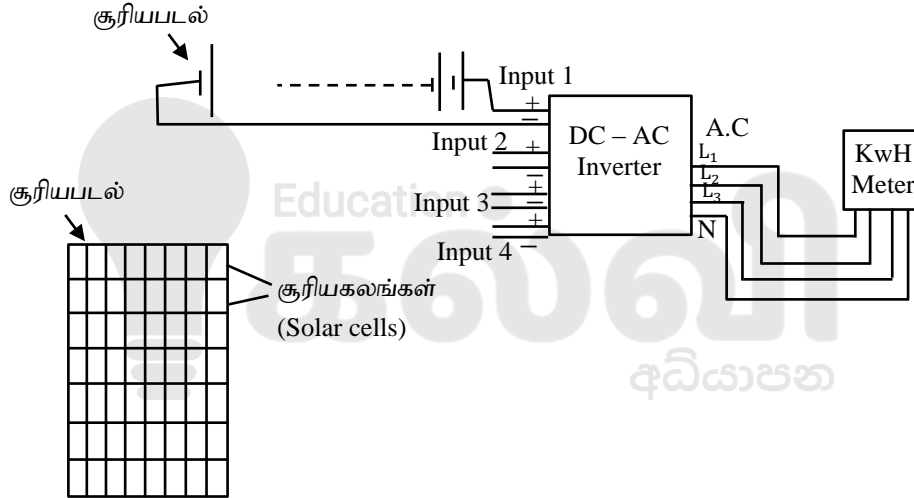 சூரியபடல்
Input 1
+
−
Input 2
+
−
Input 3
+
−
Input 4
+
−
DC – AC
Inverter
A.C
L₁
L₂
L₃
N
KwH
Meter
சூரியபடல்
சூரியகலங்கள்
(Solar cells)
Education
கல்வி
අධ්‍යාපන